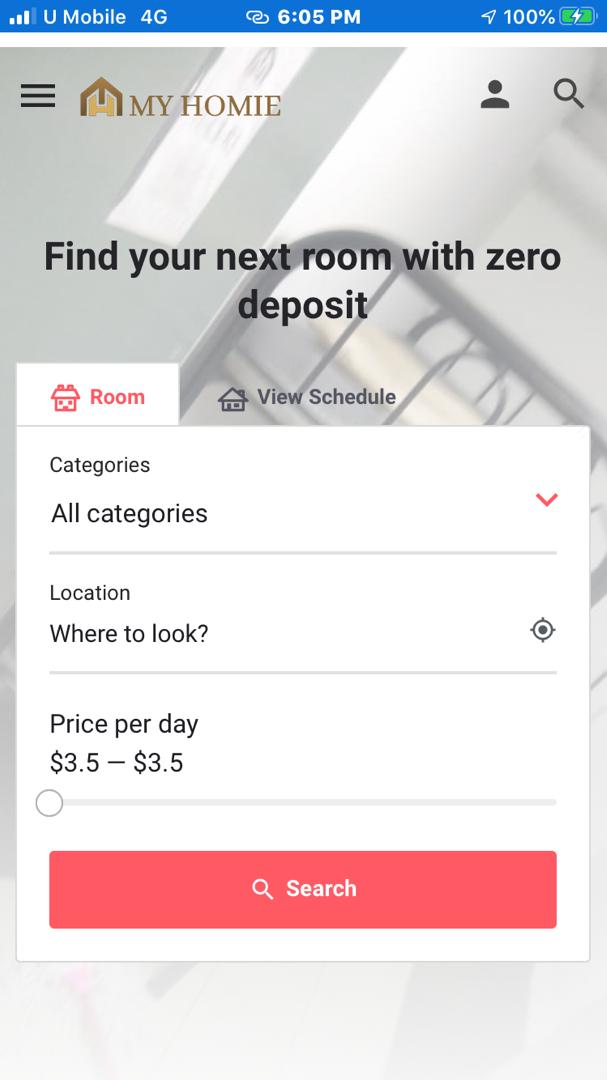 U Mobile 4G 6:05 PM 100%
MY HOMIE
Find your next room with zero
deposit
Room View Schedule
Categories
All categories
Location
Where to look?
Price per day
$3.5 — $3.5
Search